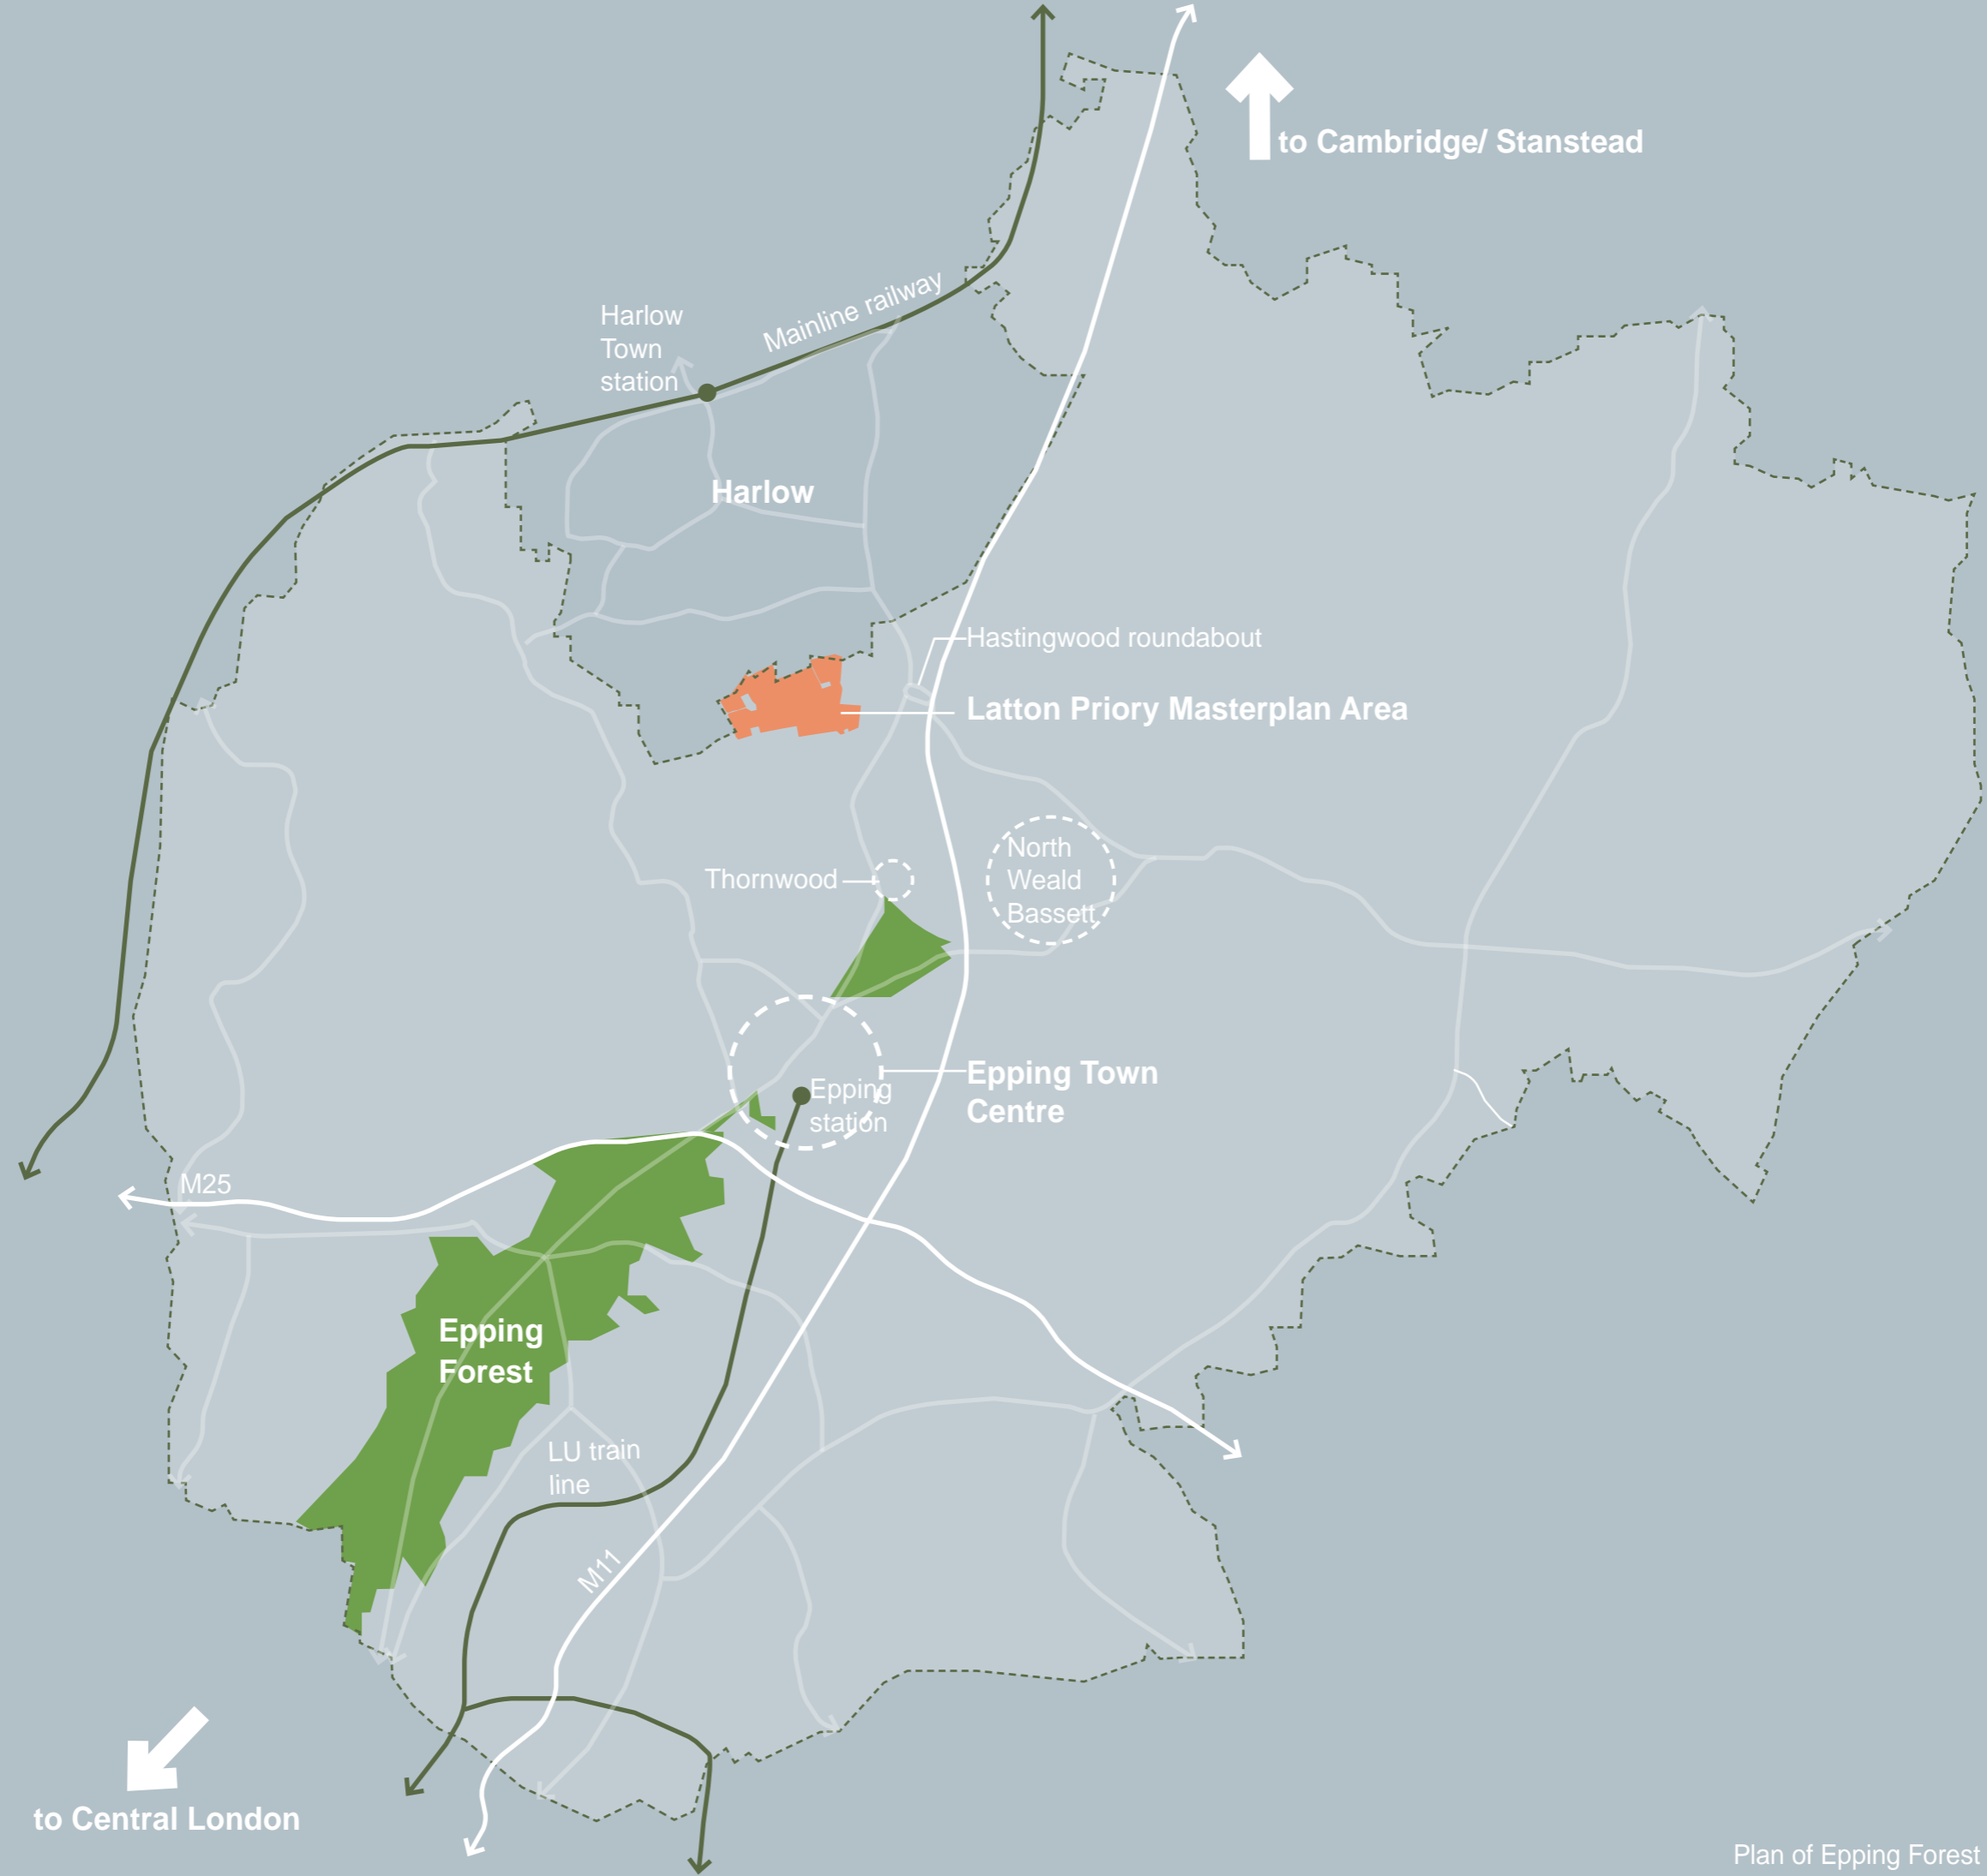 to Cambridge/ Stanstead
Mainline railway
Harlow
Town
station
Harlow
Hastingwood roundabout
Latton Priory Masterplan Area
North
Weald
Bassett
Thornwood
Epping Town
Centre
Epping
station
M25
Epping
Forest
LU train
line
M11
to Central London
Plan of Epping Forest